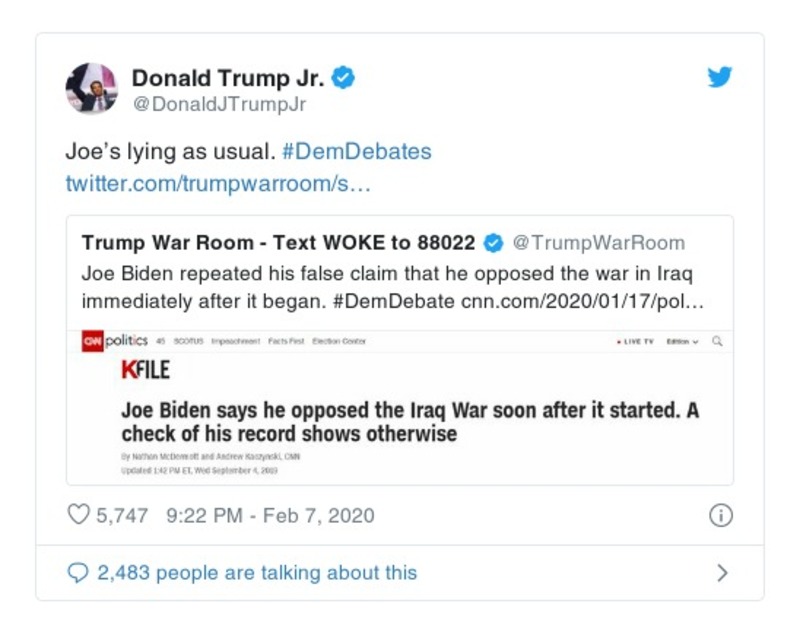 Donald Trump Jr.
@DonaldJTrumpJr
Joe's lying as usual. #DemDebates
twitter.com/trumpwarroom/s...
Trump War Room - Text WOKE to 88022 @TrumpWarRoom
Joe Biden repeated his false claim that he opposed the war in Iraq
immediately after it began. #DemDebate cnn.com/2020/01/17/pol...
CNN politics 45 SCOTUS Impeachment Facts First Election Center • LIVE TV Edition
KFILE
Joe Biden says he opposed the Iraq War soon after it started. A
check of his record shows otherwise
By Nathan McDermott and Andrew Kaczynski, CNN
Updated 1:42 PM ET, Wed September 4, 2019
5,747 9:22 PM - Feb 7, 2020
2,483 people are talking about this